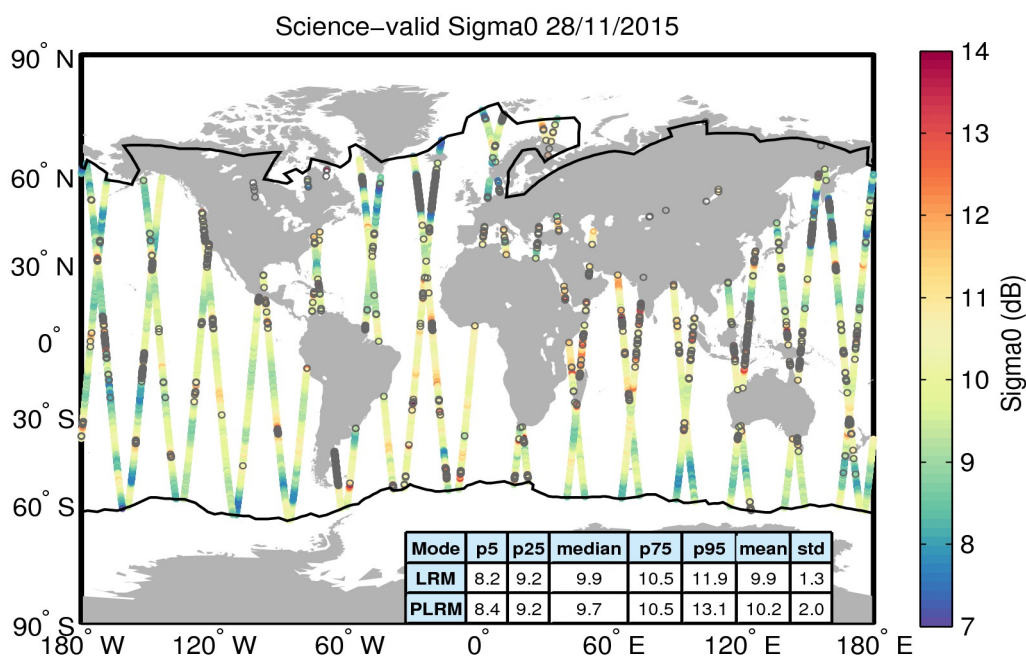 Science−valid Sigma0 28/11/2015
90° N
60° N
30° N
0°
30° S
60° S
90° S
180° W
120° W
60° W
0°
60° E
120° E
180° E
14
13
12
11
10
9
8
7
Sigma0 (dB)
Mode p5 p25 median p75 p95 mean std
LRM 8.2 9.2 9.9 10.5 11.9 9.9 1.3
PLRM 8.4 9.2 9.7 10.5 13.1 10.2 2.0